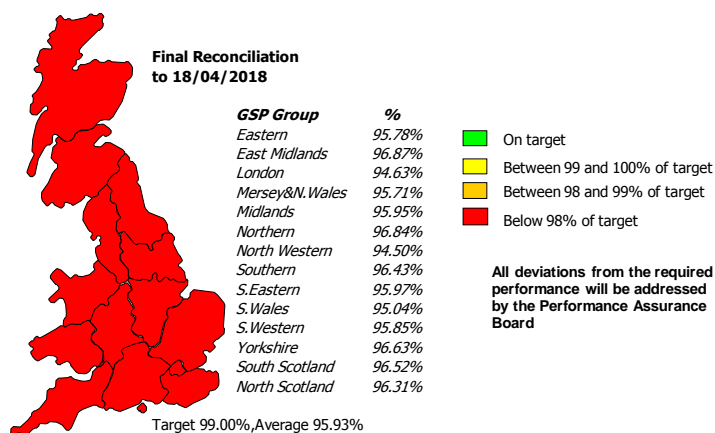 Final Reconciliation
to 18/04/2018
GSP Group %
Eastern 95.78%
East Midlands 96.87%
London 94.63%
Mersey&N.Wales 95.71%
Midlands 95.95%
Northern 96.84%
North Western 94.50%
Southern 96.43%
S.Eastern 95.97%
S.Wales 95.04%
S.Western 95.85%
Yorkshire 96.63%
South Scotland 96.52%
North Scotland 96.31%
Target 99.00%,Average 95.93%
On target
Between 99 and 100% of target
Between 98 and 99% of target
Below 98% of target
All deviations from the required
performance will be addressed
by the Performance Assurance
Board